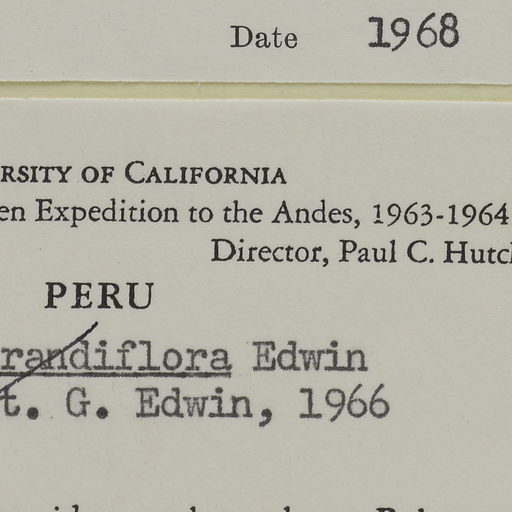 Date 1968
RSITY OF CALIFORNIA
en Expedition to the Andes, 1963-1964
Director, Paul C. Hutc
PERU
randiflora Edwin
t. G. Edwin, 1966